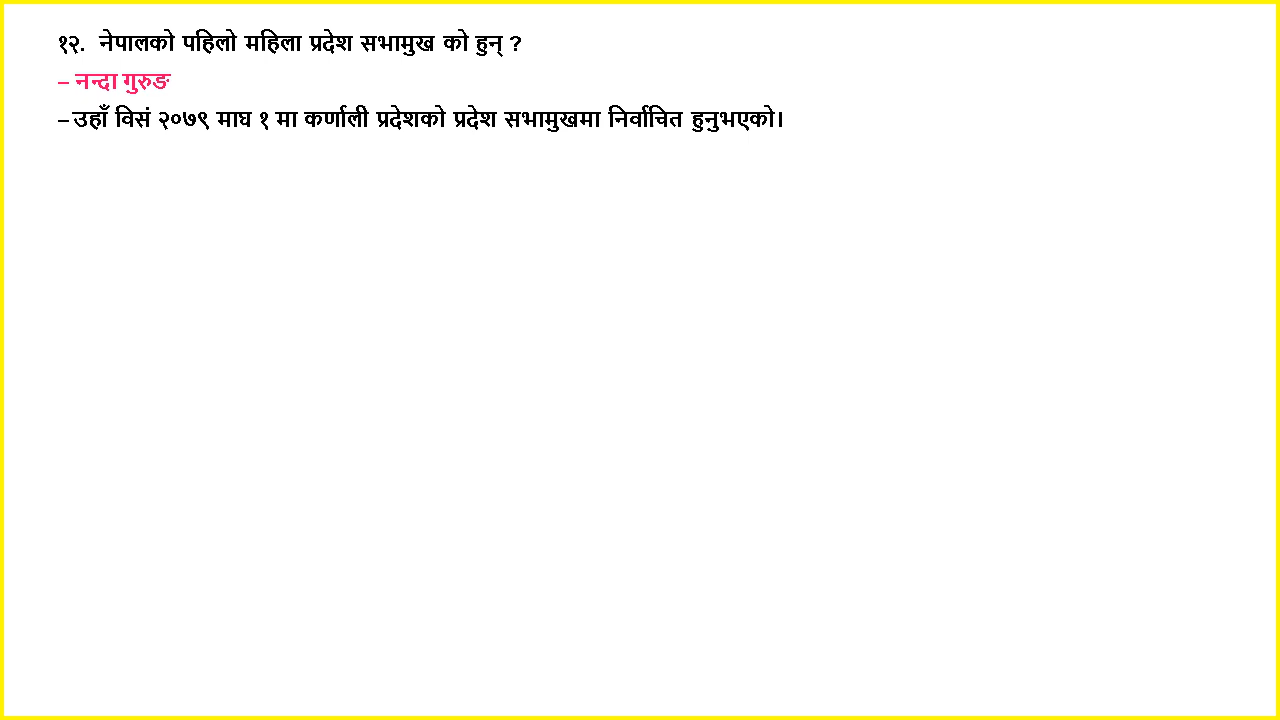 १२. नेपालको पहिलो महिला प्रदेश सभामुख को हुन् ?
– नन्दा गुरुङ
– उहाँ विसं २०७९ माघ १ मा कर्णाली प्रदेशको प्रदेश सभामुखमा निर्वाचित हुनुभएको।